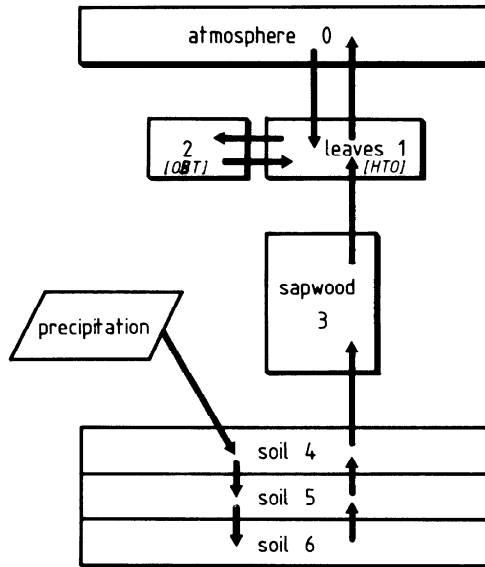 atmosphere 0
2
[OBT]
leaves 1
[HTO]
sapwood
3
precipitation
soil 4
soil 5
soil 6